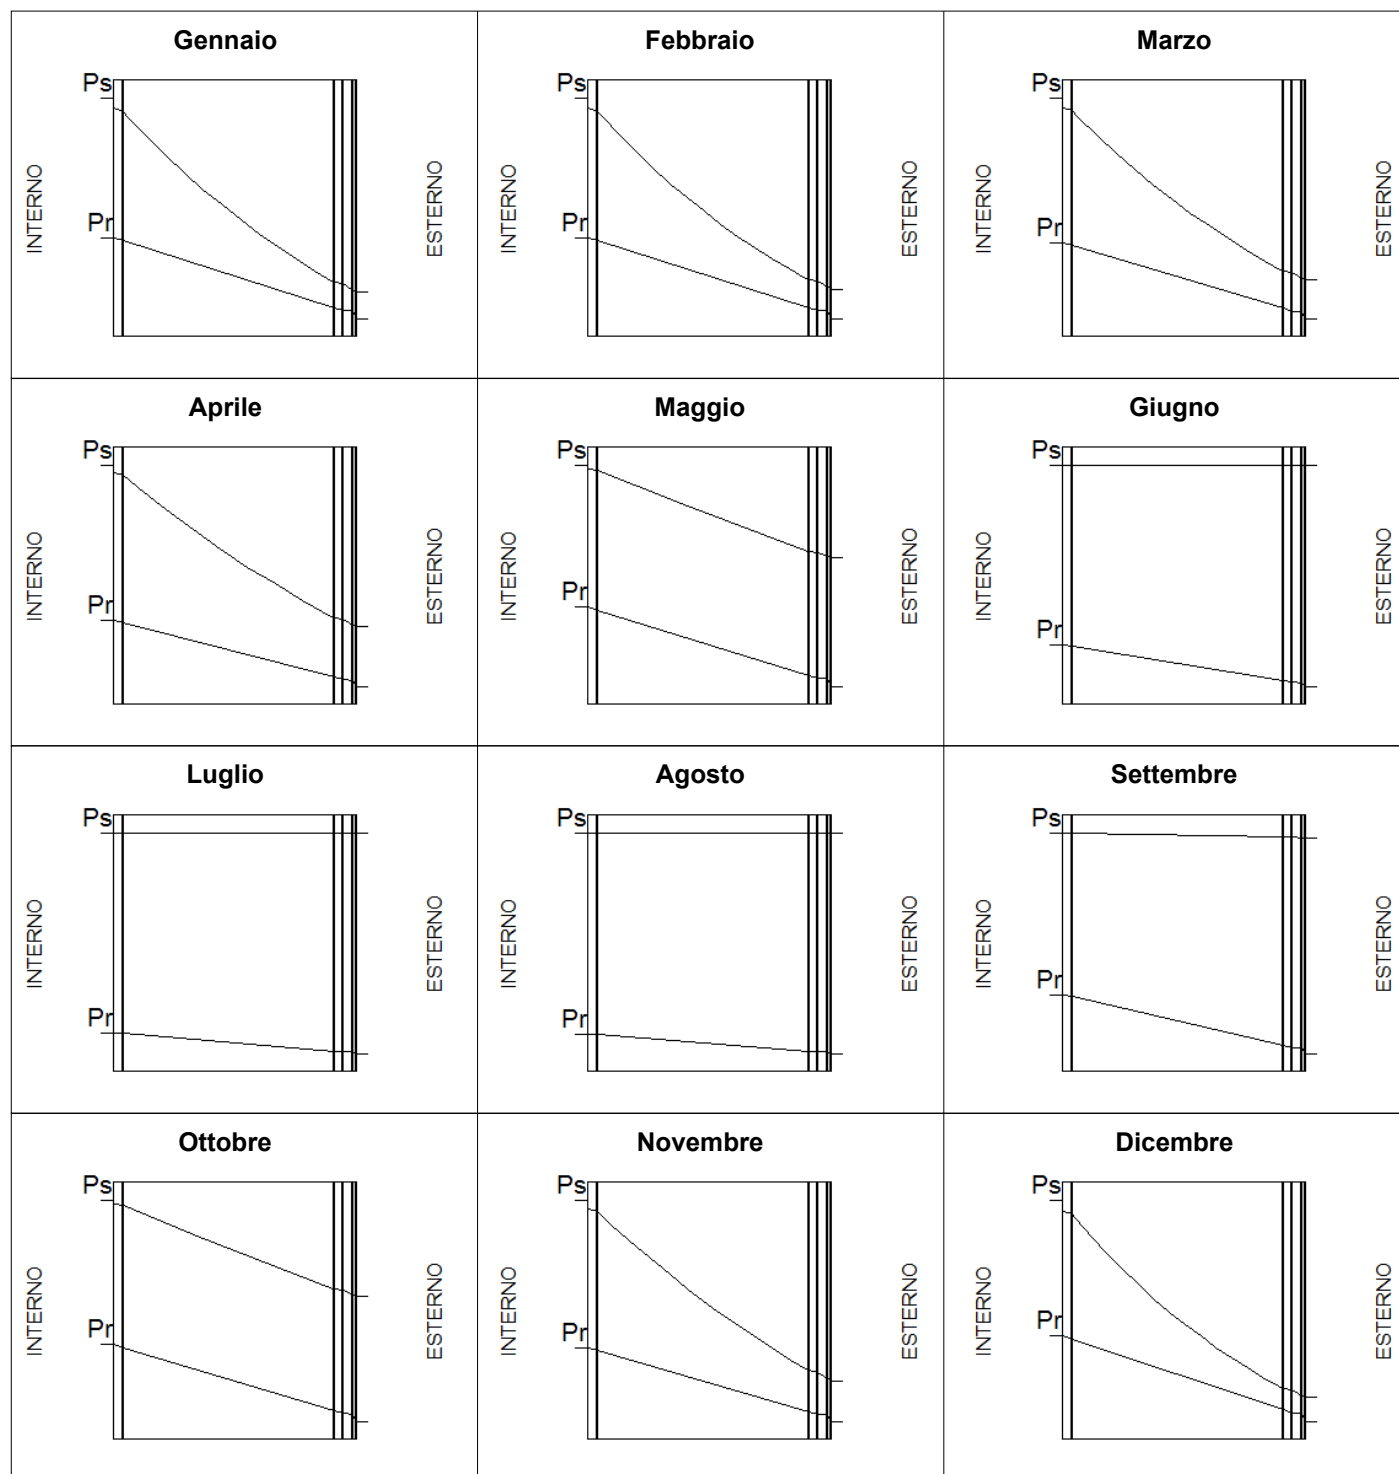 Gennaio
Febbraio
Marzo
Ps
Pr
INTERNO
ESTERNO
Ps
Pr
INTERNO
ESTERNO
Ps
Pr
INTERNO
ESTERNO
Aprile
Maggio
Giugno
Ps
Pr
INTERNO
ESTERNO
Ps
Pr
INTERNO
ESTERNO
Ps
Pr
INTERNO
ESTERNO
Luglio
Agosto
Settembre
Ps
Pr
INTERNO
ESTERNO
Ps
Pr
INTERNO
ESTERNO
Ps
Pr
INTERNO
ESTERNO
Ottobre
Novembre
Dicembre
Ps
Pr
INTERNO
ESTERNO
Ps
Pr
INTERNO
ESTERNO
Ps
Pr
INTERNO
ESTERNO